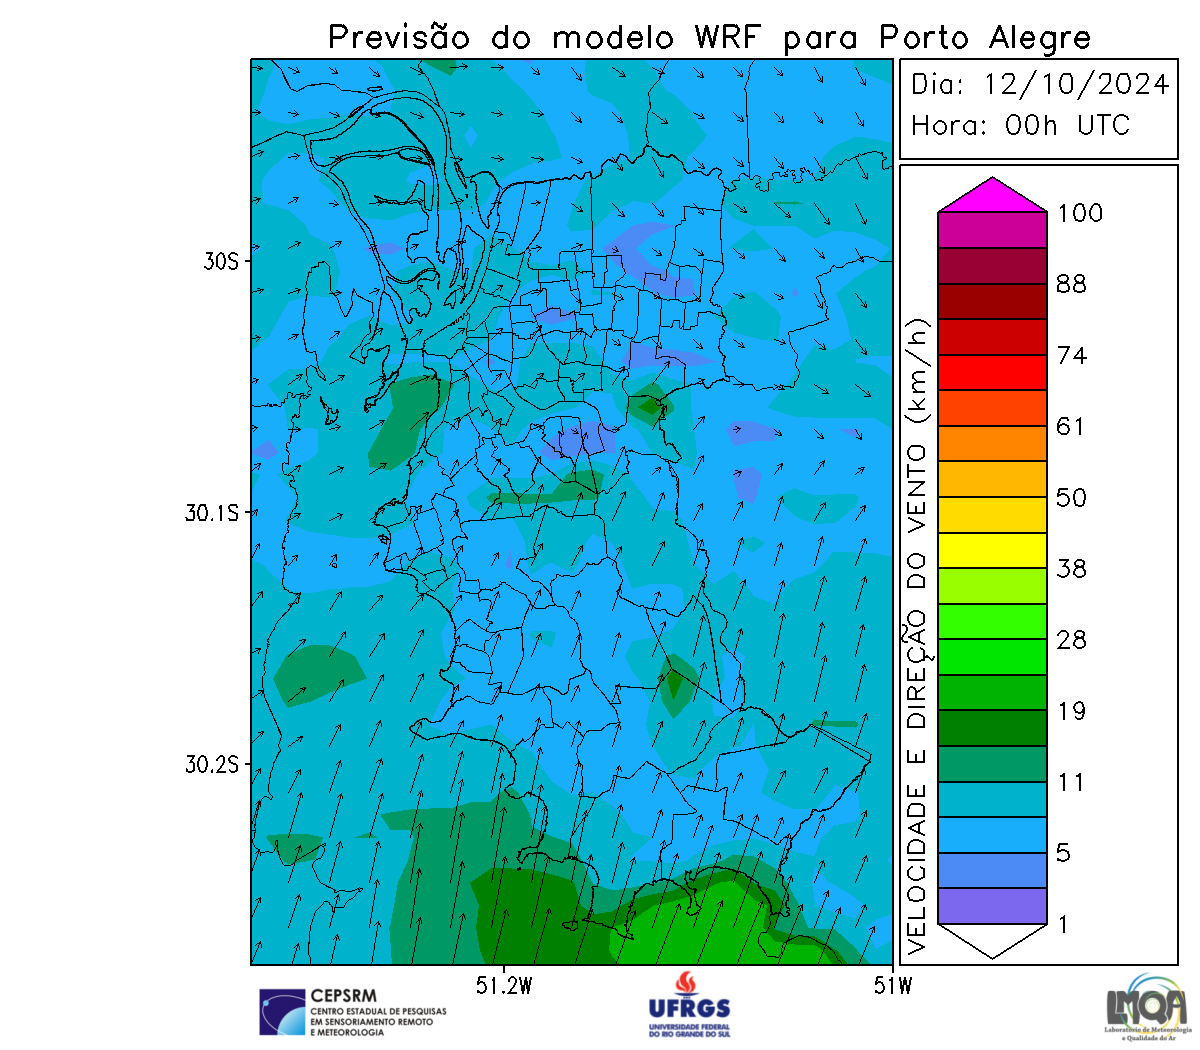 Previsão do modelo WRF para Porto Alegre
Dia: 12/10/2024
Hora: 00h UTC
30S
30.1S
30.2S
51.2W
51W
VELOCIDADE E DIREÇÃO DO VENTO (km/h)
100
88
74
61
50
38
28
19
11
5
1
CEPSRM
CENTRO ESTADUAL DE PESQUISAS
EM SENSORIAMENTO REMOTO
E METEOROLOGIA
UFRGS
UNIVERSIDADE FEDERAL
DO RIO GRANDE DO SUL
LMQA
Laboratório de Meteorologia
e Qualidade do Ar